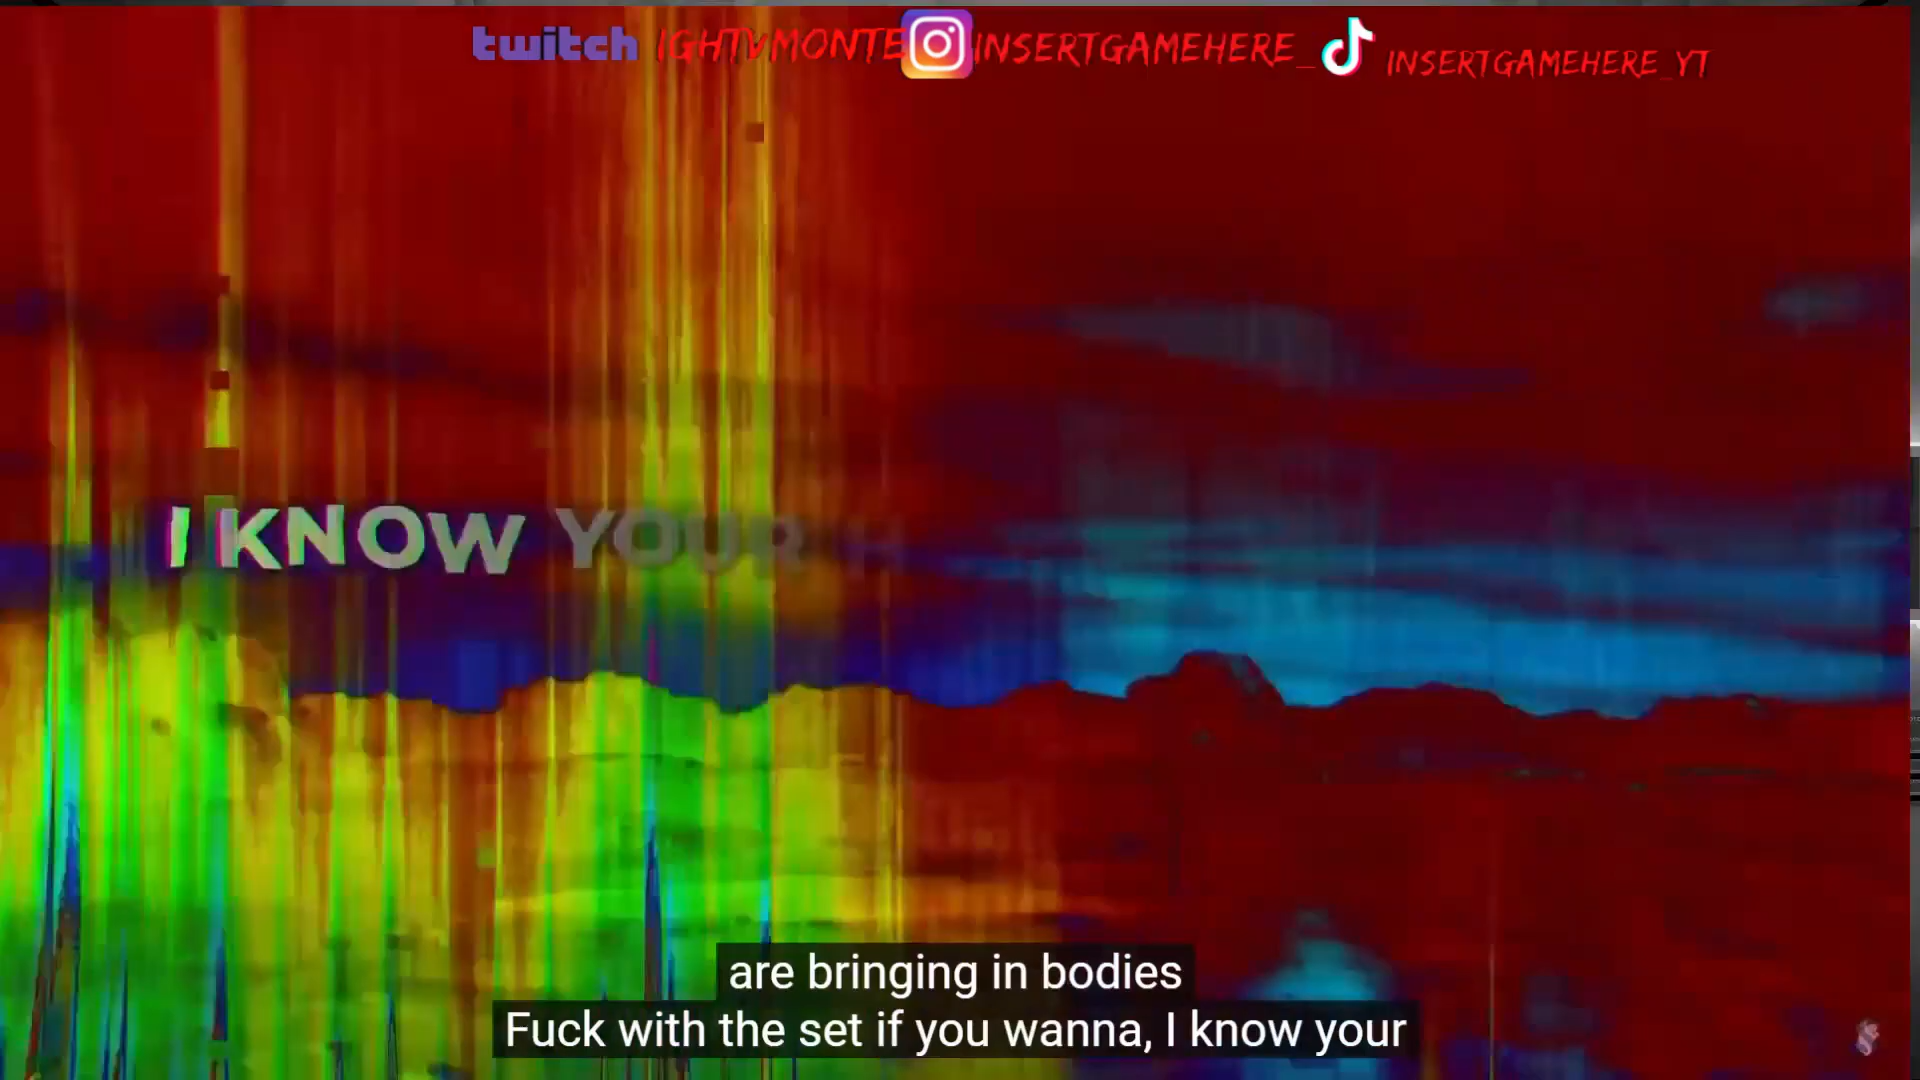 twitch IGHTVMONTE INSERTGAMEHERE_ INSERTGAMEHERE_YT
I KNOW YOUR H
are bringing in bodies
Fuck with the set if you wanna, I know your